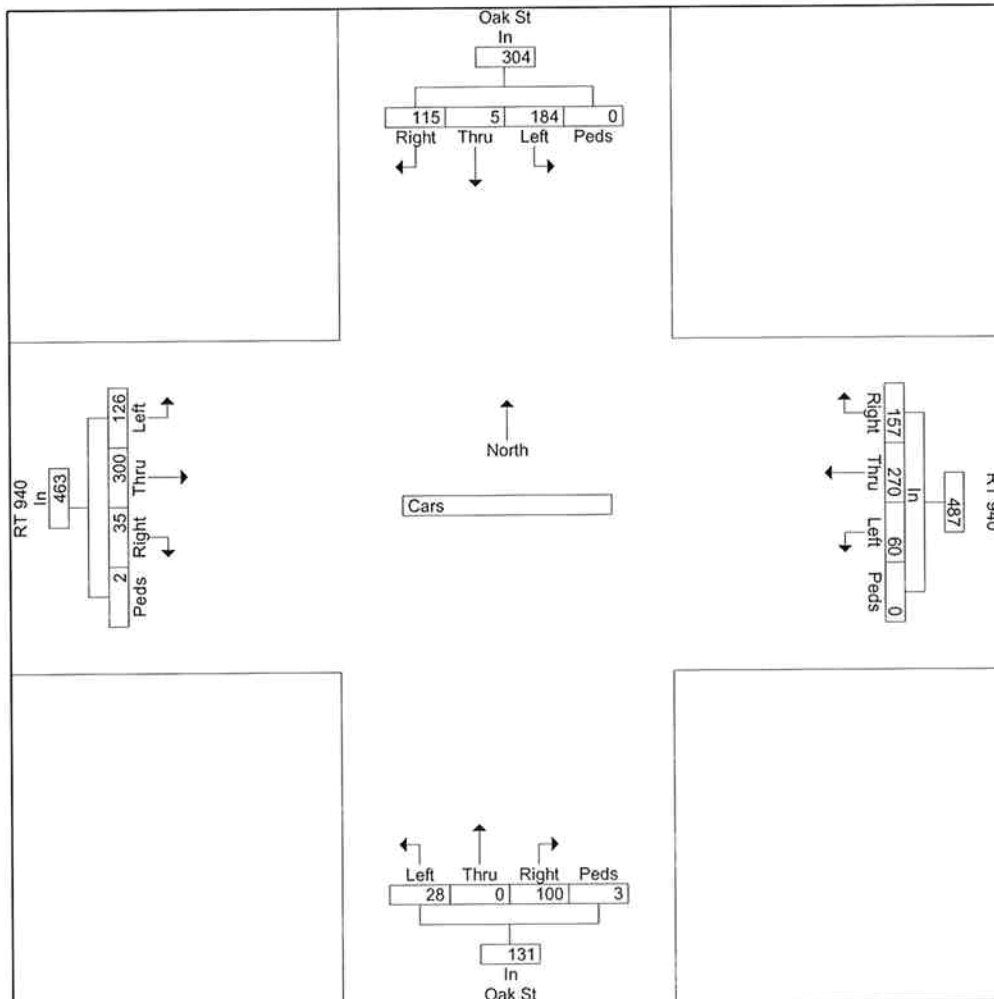 Oak St
In
304
115 5 184 0
Right Thru Left Peds
RT 940
In
463
126 300 35 2
Left Thru Right Peds
North
Cars
Right Thru Left Peds
157 270 60 0
In
487
RT 940
Left Thru Right Peds
28 0 100 3
131
In
Oak St